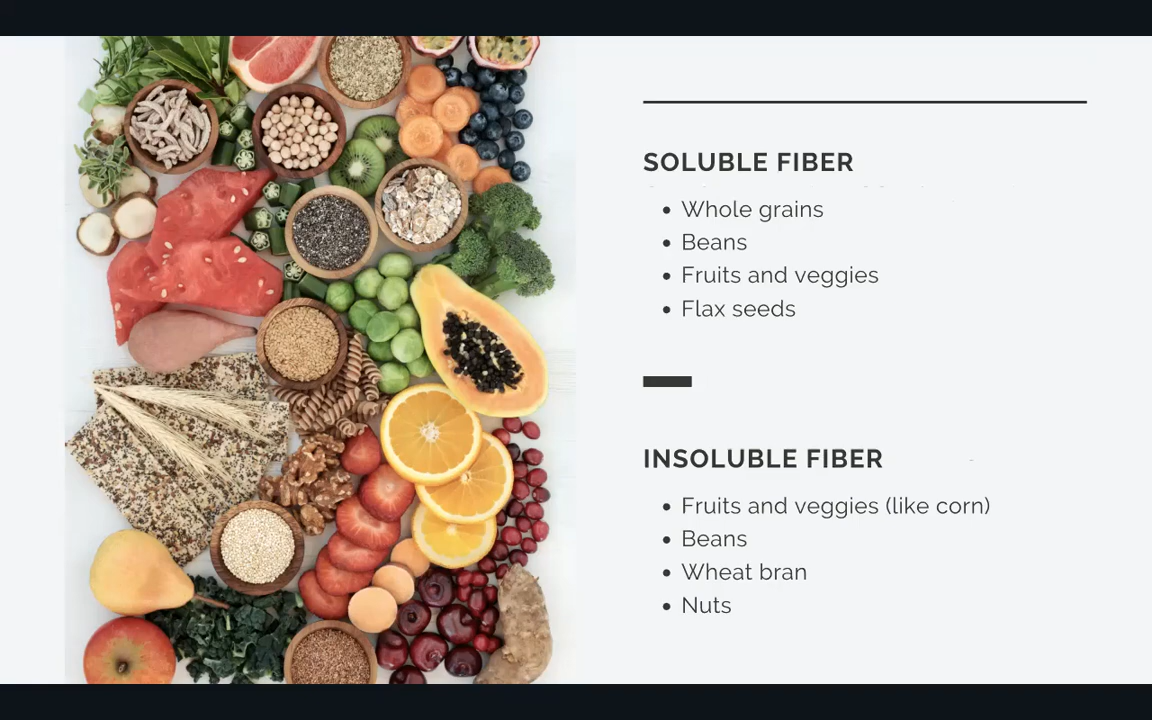 SOLUBLE FIBER
• Whole grains
• Beans
• Fruits and veggies
• Flax seeds
INSOLUBLE FIBER
• Fruits and veggies (like corn)
• Beans
• Wheat bran
• Nuts